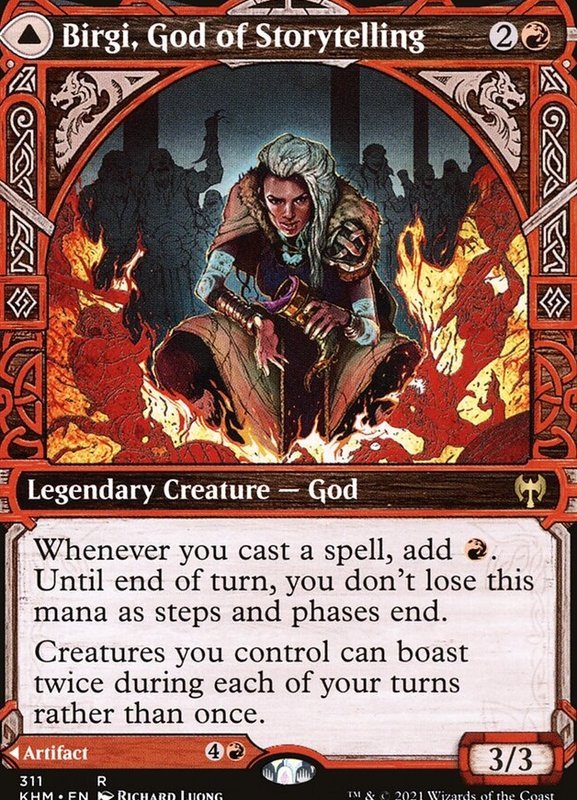 Birgi, God of Storytelling 2
Legendary Creature — God
Whenever you cast a spell, add .
Until end of turn, you don't lose this
mana as steps and phases end.
Creatures you control can boast
twice during each of your turns
rather than once.
Artifact 4
3/3
311 R
KHM • EN Richard Luong ™ & © 2021 Wizards of the Coast